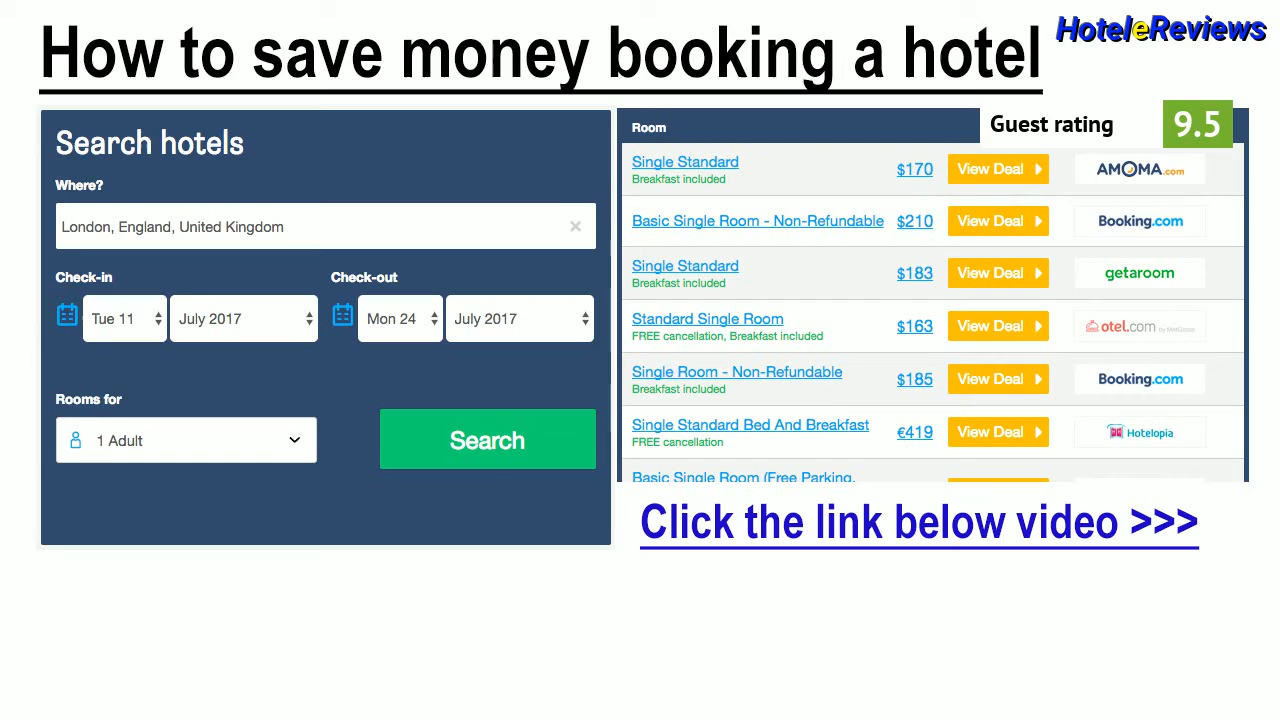 How to save money booking a hotel
HoteleReviews
Search hotels
Where?
London, England, United Kingdom
Check-in
Check-out
Tue 11
July 2017
Mon 24
July 2017
Rooms for
1 Adult
Search
Room
Guest rating
9.5
Single Standard
Breakfast included
$170
View Deal
AMOMA.com
Basic Single Room - Non-Refundable
$210
View Deal
Booking.com
Single Standard
Breakfast included
$183
View Deal
getaroom
Standard Single Room
FREE cancellation, Breakfast included
$163
View Deal
otel.com by MetGlobal
Single Room - Non-Refundable
Breakfast included
$185
View Deal
Booking.com
Single Standard Bed And Breakfast
FREE cancellation
€419
View Deal
Hotelopia
Basic Single Room (Free Parking,
Click the link below video >>>